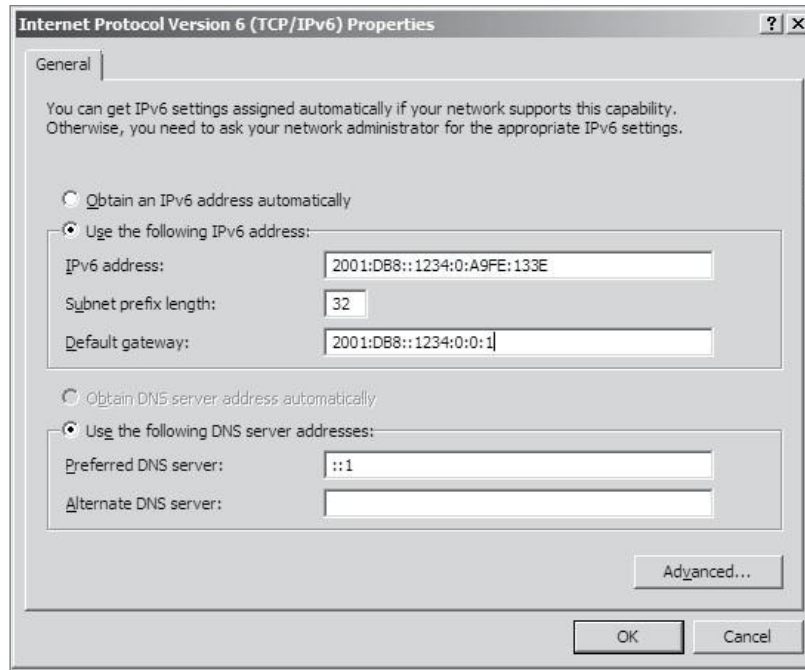 Internet Protocol Version 6 (TCP/IPv6) Properties
General
You can get IPv6 settings assigned automatically if your network supports this capability.
Otherwise, you need to ask your network administrator for the appropriate IPv6 settings.
Obtain an IPv6 address automatically
Use the following IPv6 address:
IPv6 address: 2001:DB8::1234:0:A9FE:133E
Subnet prefix length: 32
Default gateway: 2001:DB8::1234:0:0:1
Obtain DNS server address automatically
Use the following DNS server addresses:
Preferred DNS server: ::1
Alternate DNS server:
Advanced...
OK Cancel